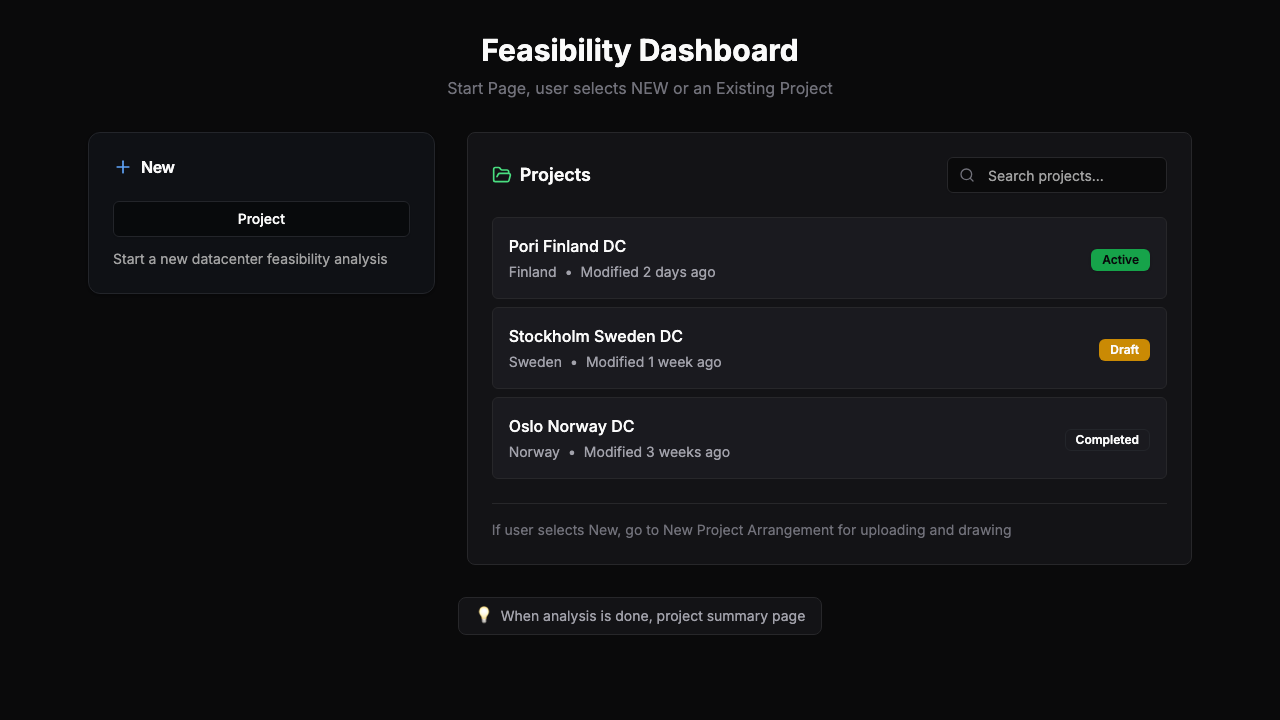 Feasibility Dashboard
Start Page, user selects NEW or an Existing Project
New
Project
Start a new datacenter feasibility analysis
Projects
Search projects...
Pori Finland DC
Finland • Modified 2 days ago
Active
Stockholm Sweden DC
Sweden • Modified 1 week ago
Draft
Oslo Norway DC
Norway • Modified 3 weeks ago
Completed
If user selects New, go to New Project Arrangement for uploading and drawing
💡 When analysis is done, project summary page